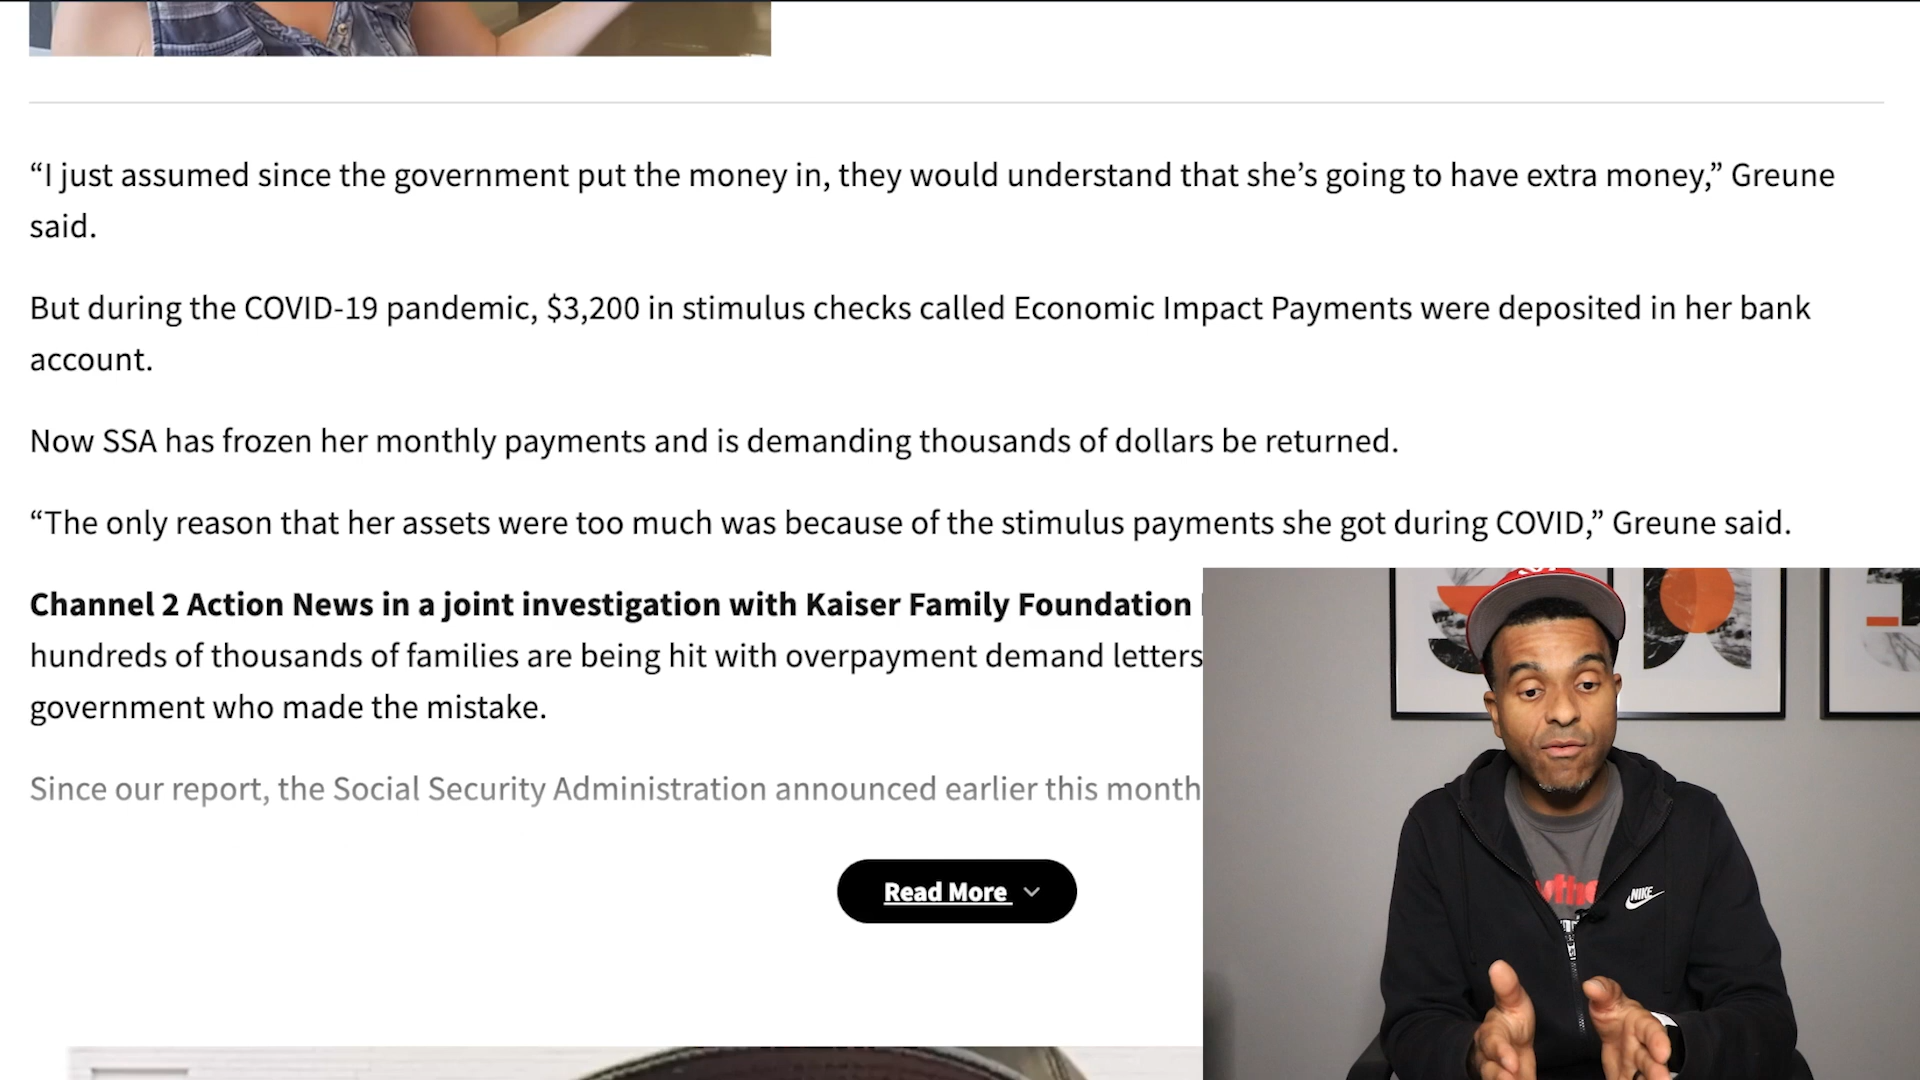 “I just assumed since the government put the money in, they would understand that she’s going to have extra money,” Greune
said.
But during the COVID-19 pandemic, $3,200 in stimulus checks called Economic Impact Payments were deposited in her bank
account.
Now SSA has frozen her monthly payments and is demanding thousands of dollars be returned.
“The only reason that her assets were too much was because of the stimulus payments she got during COVID,” Greune said.
Channel 2 Action News in a joint investigation with Kaiser Family Foundation
hundreds of thousands of families are being hit with overpayment demand letters
government who made the mistake.
Since our report, the Social Security Administration announced earlier this month
Read More
NIKE